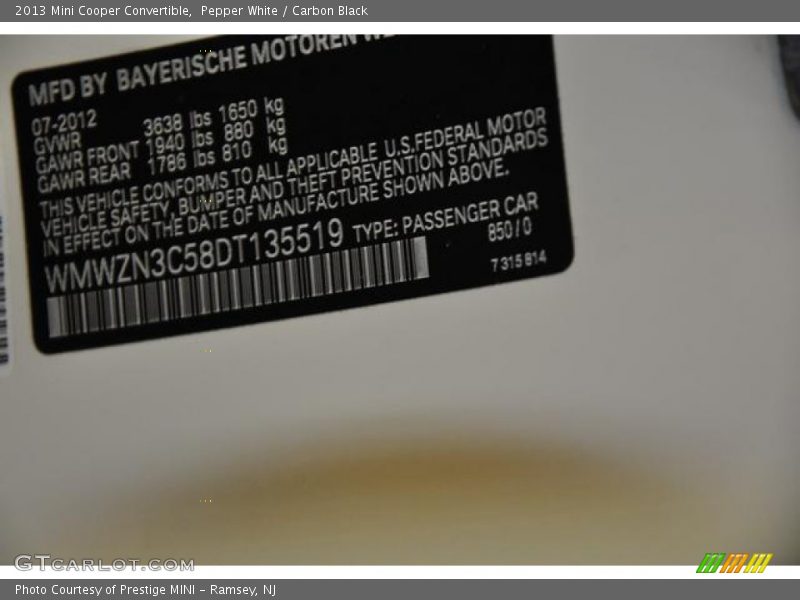 2013 Mini Cooper Convertible,  Pepper White / Carbon Black
MFD BY BAYERISCHE MOTOREN
07-2012
GVWR 3638 lbs 1650 kg
GAWR FRONT 1940 lbs 880 kg
GAWR REAR 1786 lbs 810 kg
THIS VEHICLE CONFORMS TO ALL APPLICABLE U.S.FEDERAL MOTOR
VEHICLE SAFETY, BUMPER AND THEFT PREVENTION STANDARDS
IN EFFECT ON THE DATE OF MANUFACTURE SHOWN ABOVE.
WMWZN3C58DT135519 TYPE: PASSENGER CAR
850/0
7315814
GTCARLOT.COM
Photo Courtesy of Prestige MINI - Ramsey, NJ